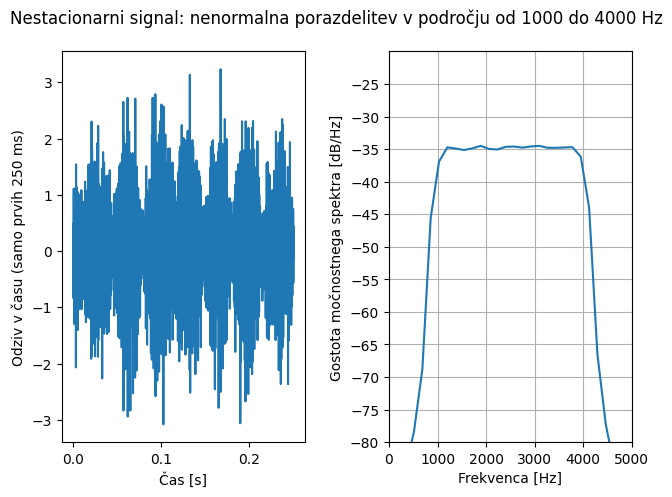 Nestacionarni signal: nenormalna porazdelitev v področju od 1000 do 4000 Hz
Odziv v času (samo prvih 250 ms)
3
2
1
0
−1
−2
−3
0.0 0.1 0.2
Čas [s]
Gostota močnostnega spektra [dB/Hz]
−25
−30
−35
−40
−45
−50
−55
−60
−65
−70
−75
−80
0 1000 2000 3000 4000 5000
Frekvenca [Hz]